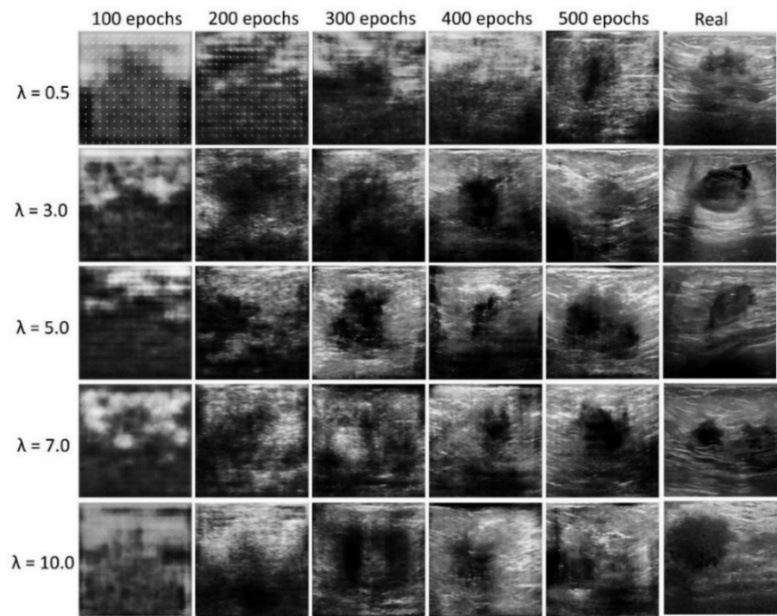 100 epochs 200 epochs 300 epochs 400 epochs 500 epochs Real
λ = 0.5
λ = 3.0
λ = 5.0
λ = 7.0
λ = 10.0